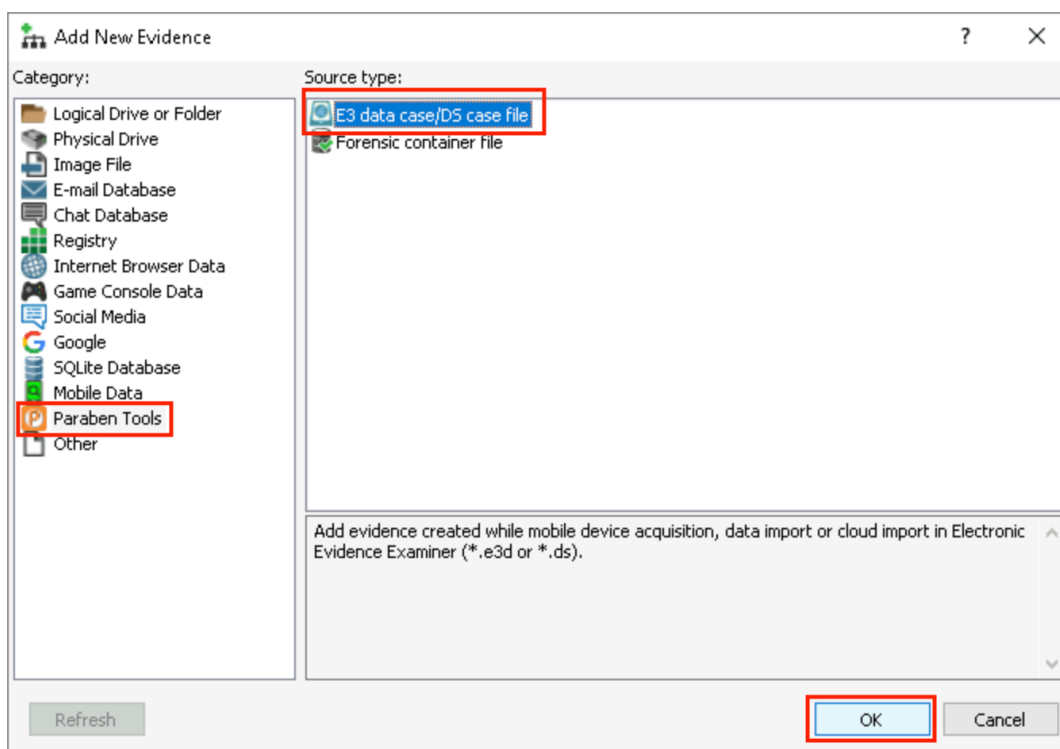 Add New Evidence
?
Category:
Source type:
Logical Drive or Folder
Physical Drive
Image File
E-mail Database
Chat Database
Registry
Internet Browser Data
Game Console Data
Social Media
Google
SQLite Database
Mobile Data
Paraben Tools
Other
E3 data case/DS case file
Forensic container file
Add evidence created while mobile device acquisition, data import or cloud import in Electronic
Evidence Examiner (*.e3d or *.ds).
Refresh
OK
Cancel